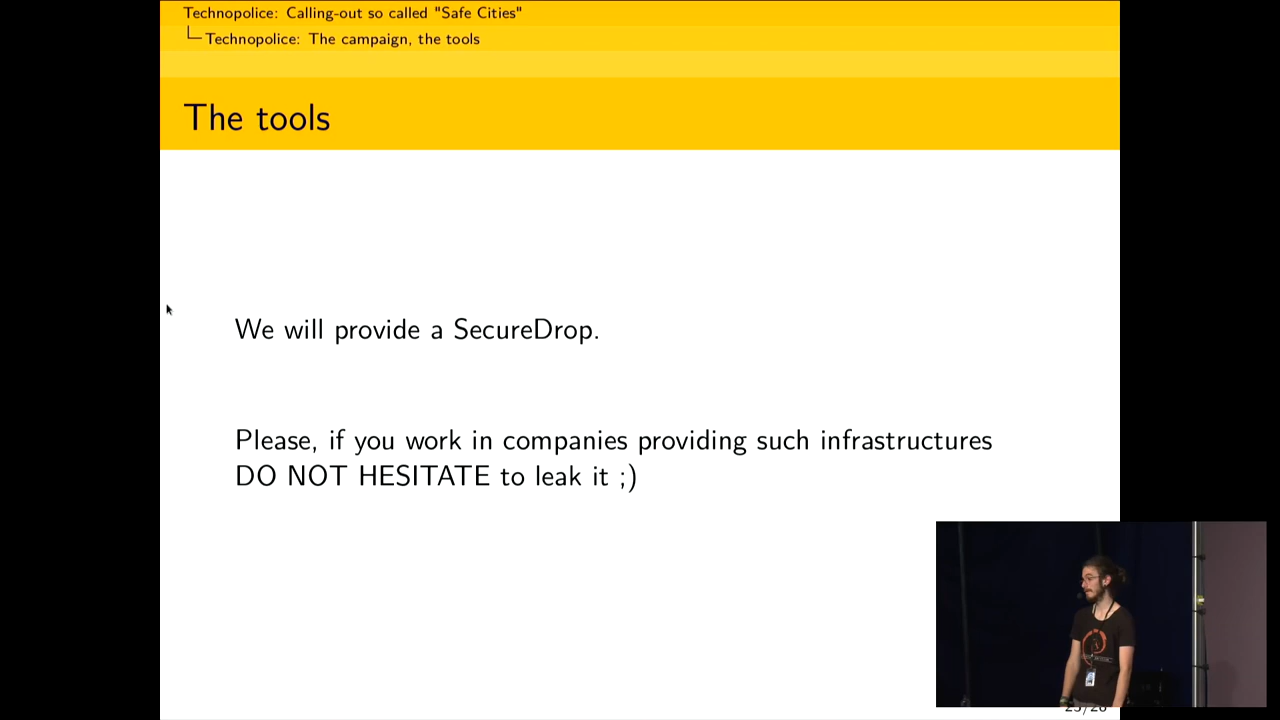 Technopolice: Calling-out so called "Safe Cities"
Technopolice: The campaign, the tools
The tools
We will provide a SecureDrop.
Please, if you work in companies providing such infrastructures
DO NOT HESITATE to leak it ;)